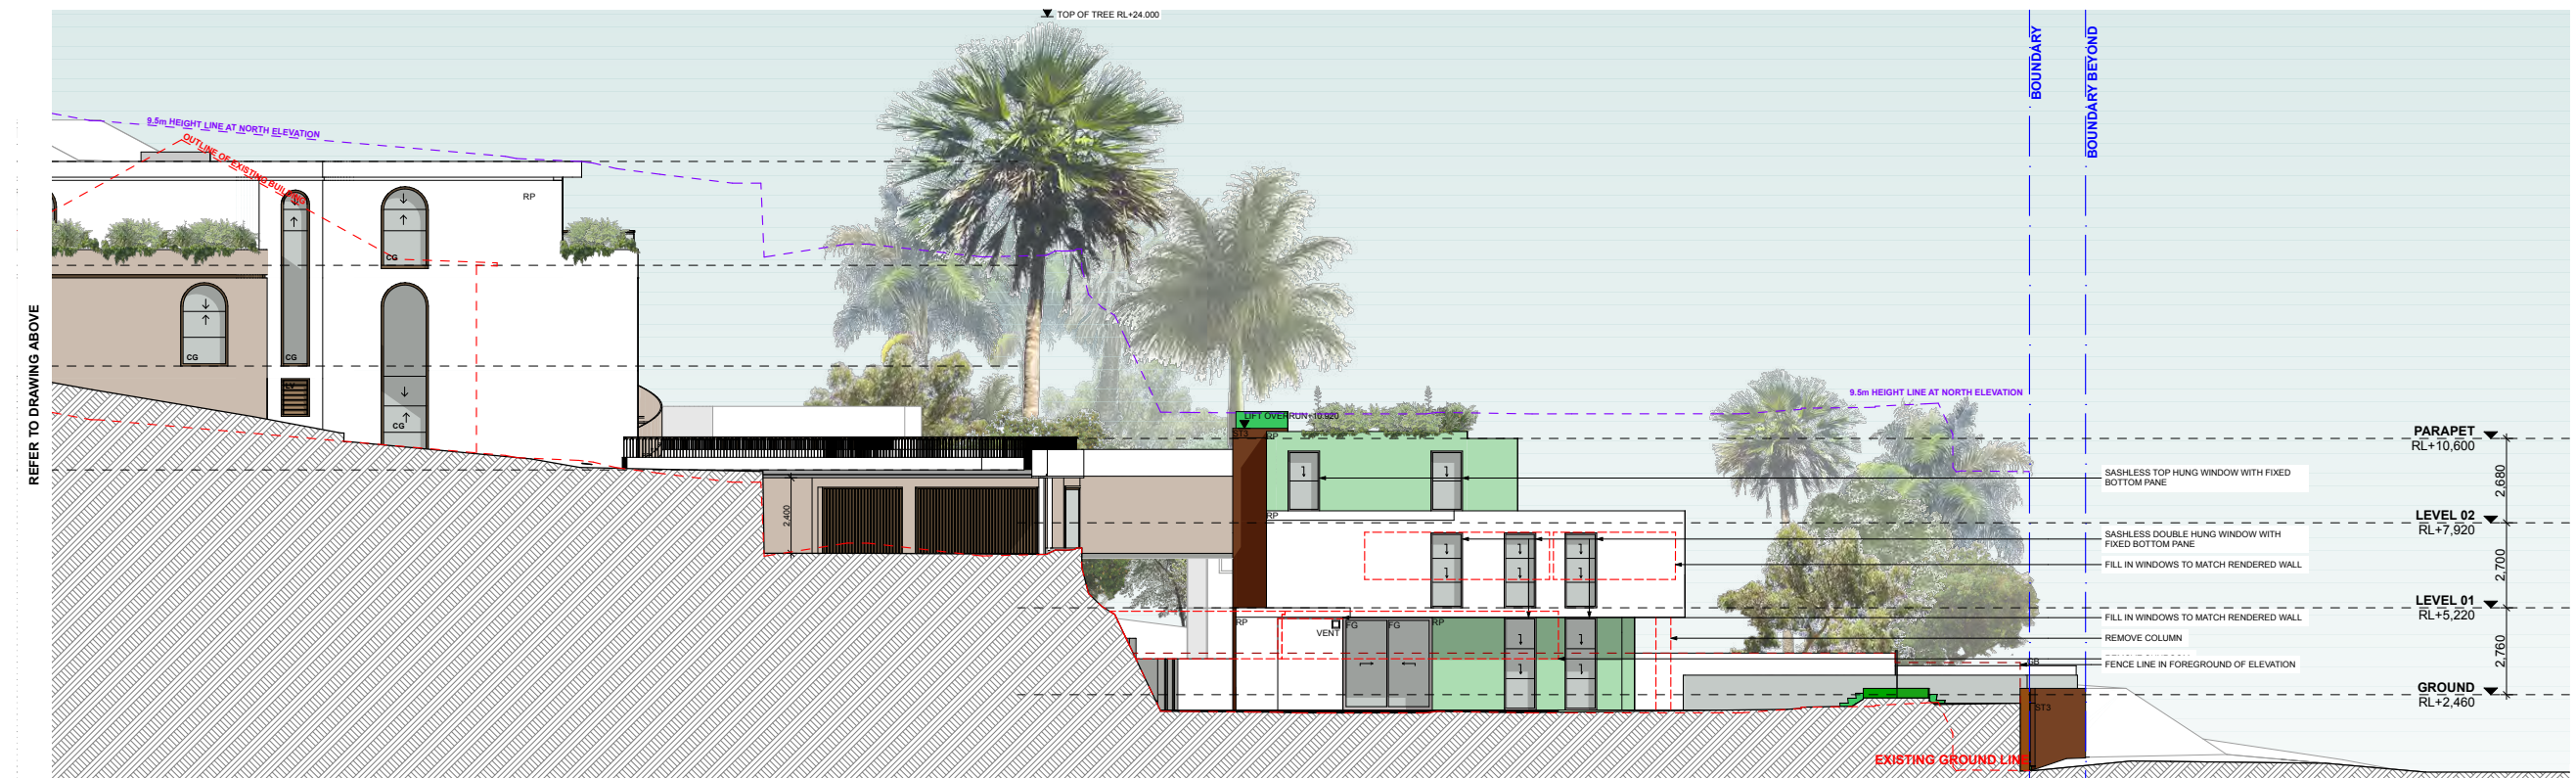 TOP OF TREE RL+24.000
BOUNDARY
BOUNDARY BEYOND
9.5m HEIGHT LINE AT NORTH ELEVATION
OUTLINE OF EXISTING BUILDING
RP
CG
CG
CG
CG
REFER TO DRAWING ABOVE
9.5m HEIGHT LINE AT NORTH ELEVATION
LIFT OVERRUN+10.920
ST3
RP
PARAPET
RL+10,600
SASHLESS TOP HUNG WINDOW WITH FIXED
BOTTOM PANE
2,680
2,400
RP
LEVEL 02
RL+7,920
SASHLESS DOUBLE HUNG WINDOW WITH
FIXED BOTTOM PANE
FILL IN WINDOWS TO MATCH RENDERED WALL
2,700
LEVEL 01
RL+5,220
FILL IN WINDOWS TO MATCH RENDERED WALL
RP
VENT
FG
FG
RP
REMOVE COLUMN
2,760
GB
FENCE LINE IN FOREGROUND OF ELEVATION
GROUND
RL+2,460
ST3
EXISTING GROUND LINE